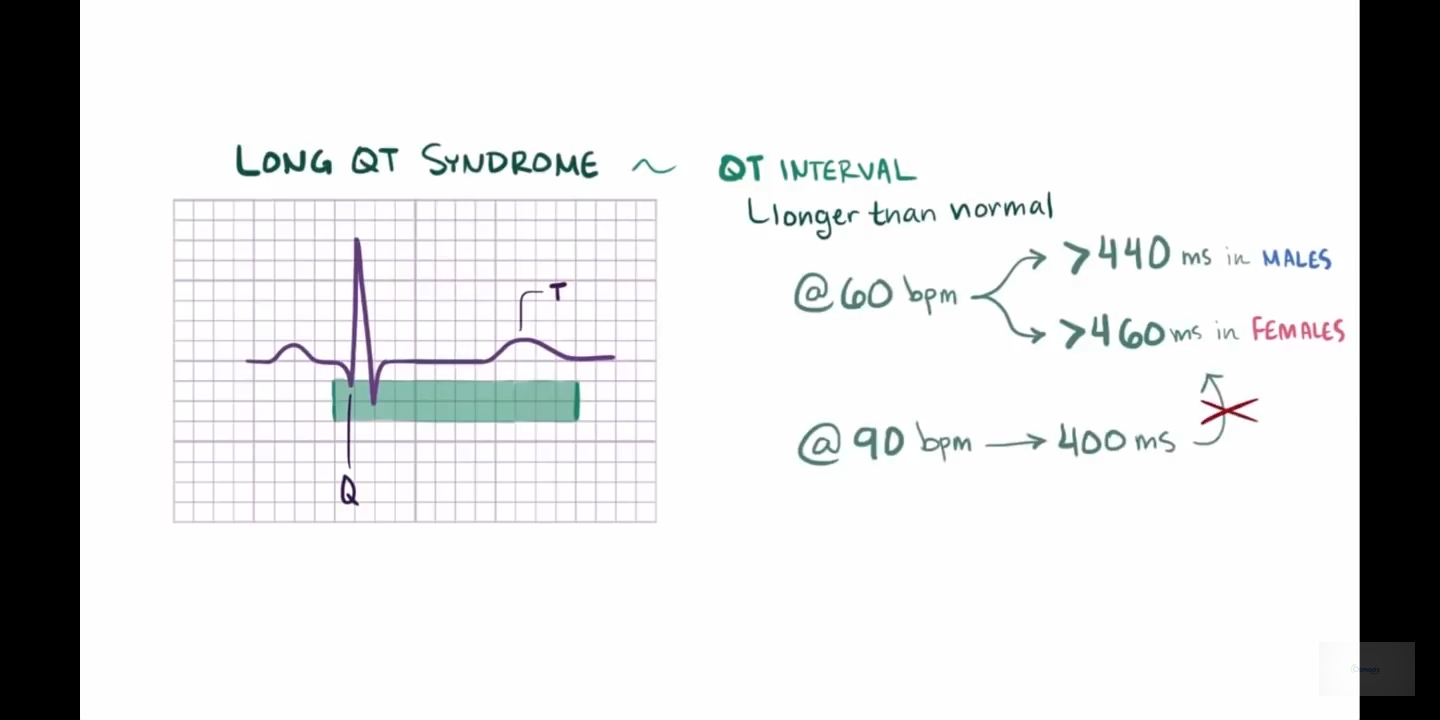 LONG QT SYNDROME ~ QT INTERVAL
longer than normal
@ 60 bpm
>440 ms in MALES
>460 ms in FEMALES
T
@ 90 bpm → 400 ms
Q